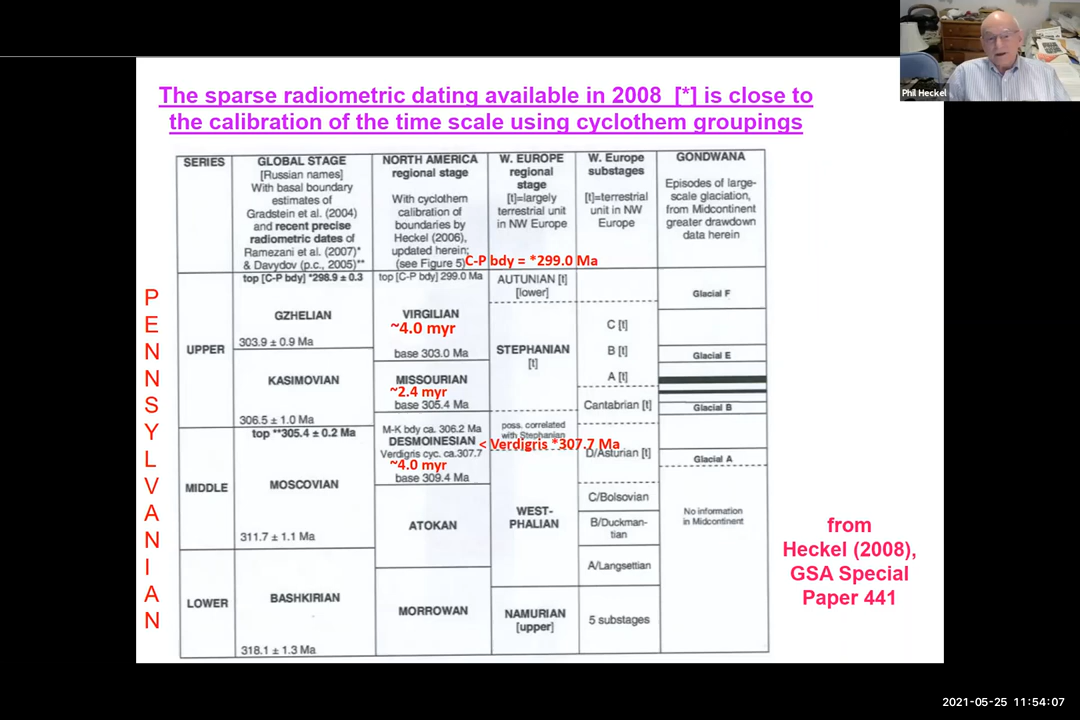 Phil Heckel
The sparse radiometric dating available in 2008 [*] is close to
the calibration of the time scale using cyclothem groupings
SERIES
GLOBAL STAGE
[Russian names]
With basal boundary
estimates of
Gradstein et al. (2004)
and recent precise
radiometric dates of
Ramezani et al. (2007)*
& Davydov (p.c., 2005)**
NORTH AMERICA
regional stage
With cyclothem
calibration of
boundaries by
Heckel (2006),
updated herein;
(see Figure 5)
W. EUROPE
regional
stage
[t]=largely
terrestrial unit
in NW Europe
W. Europe
substages
[t]=terrestrial
unit in NW
Europe
GONDWANA
Episodes of large-
scale glaciation,
from Midcontinent
greater drawdown
data herein
C-P bdy = *299.0 Ma
PENNSYLVANIAN
UPPER
MIDDLE
LOWER
top [C-P bdy] *298.9 ± 0.3
GZHELIAN
303.9 ± 0.9 Ma
KASIMOVIAN
306.5 ± 1.0 Ma
top **305.4 ± 0.2 Ma
MOSCOVIAN
311.7 ± 1.1 Ma
BASHKIRIAN
318.1 ± 1.3 Ma
top [C-P bdy] 299.0 Ma
VIRGILIAN
~4.0 myr
base 303.0 Ma
MISSOURIAN
~2.4 myr
base 305.4 Ma
M-K bdy ca. 306.2 Ma
DESMOINESIAN
< Verdigris *307.7 Ma
Verdigris cyc. ca.307.7
~4.0 myr
base 309.4 Ma
ATOKAN
MORROWAN
AUTUNIAN [t]
[lower]
STEPHANIAN
[t]
poss. correlated
with Stephanian
WEST-
PHALIAN
NAMURIAN
[upper]
C [t]
B [t]
A [t]
Cantabrian [t]
D/Asturian [t]
C/Bolsovian
B/Duckman-
tian
A/Langsettian
5 substages
Glacial F
Glacial E
Glacial B
Glacial A
No information
in Midcontinent
from
Heckel (2008),
GSA Special
Paper 441
2021-05-25 11:54:07